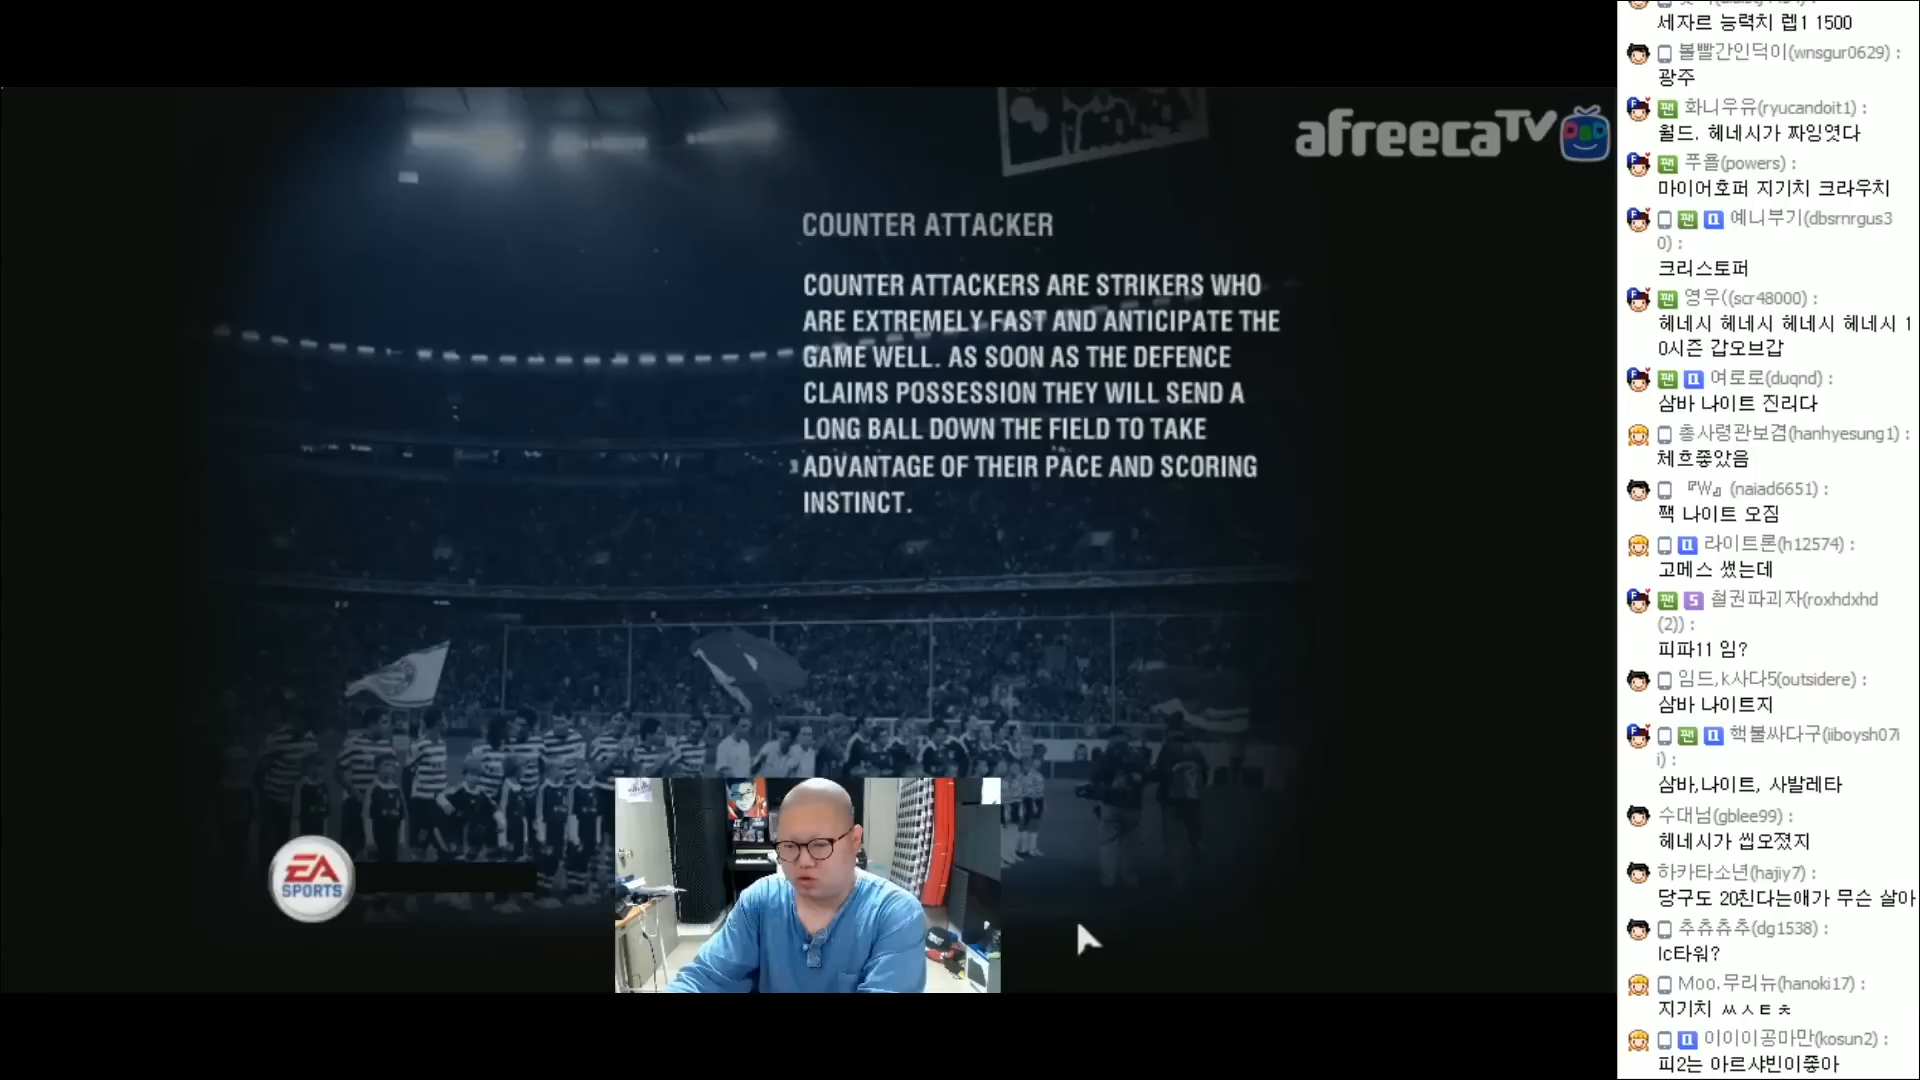 afreecaTV
COUNTER ATTACKER
COUNTER ATTACKERS ARE STRIKERS WHO
ARE EXTREMELY FAST AND ANTICIPATE THE
GAME WELL. AS SOON AS THE DEFENCE
CLAIMS POSSESSION THEY WILL SEND A
LONG BALL DOWN THE FIELD TO TAKE
ADVANTAGE OF THEIR PACE AND SCORING
INSTINCT.
EA
SPORTS
세자르 능력치 렙1 1500
볼빨간인덕이(wnsgur0629) :
광주
팬 화니우유(ryucandoit1) :
월드. 헤네시가 짜잉엿다
팬 푸욜(powers) :
마이어호퍼 지기치 크라우치
팬 예니부기(dbsrnrgus3
0) :
크리스토퍼
팬 영우((scr48000) :
헤네시 헤네시 헤네시 헤네시 1
0시즌 갑오브갑
팬 여로로(duqnd) :
삼바 나이트 진리다
총사령관보겸(hanhyesung1) :
체흐좋았음
『W』 (naiad6651) :
짹 나이트 오짐
라이트론(h12574) :
고메스 썼는데
팬 S 철권파괴자(roxhdxhd
(2)) :
피파11 임?
임드,k사다5(outsidere) :
삼바 나이트지
팬 핵불싸다구(iiboysh07i
i) :
삼바,나이트, 사발레타
수대넘(gblee99) :
헤네시가 씹오졌지
하카타소년(hajiy7) :
당구도 20친다는애가 무슨 살아
추츄츄추(dg1538) :
lc타워?
Moo.무리뉴(hanoki17) :
지기치 ㅆㅅㅌㅊ
이이이공마만(kosun2) :
피2는 아르샤빈이좋아